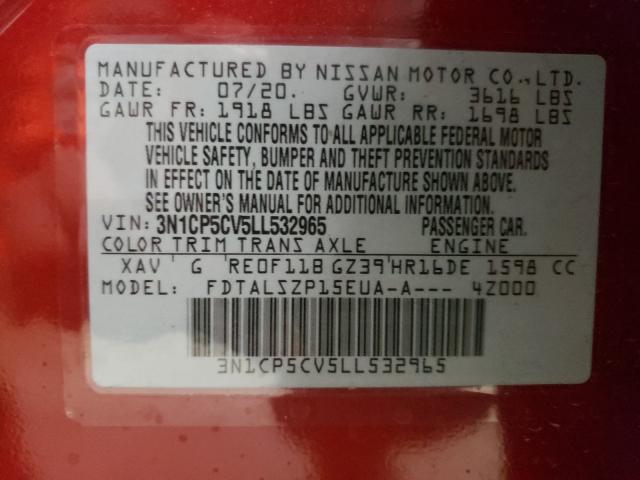 MANUFACTURED BY NISSAN MOTOR CO., LTD.
DATE: 07/20. GVWR: 3616 LBS
GAWR FR: 1918 LBS GAWR RR: 1698 LBS
THIS VEHICLE CONFORMS TO ALL APPLICABLE FEDERAL MOTOR
VEHICLE SAFETY, BUMPER AND THEFT PREVENTION STANDARDS
IN EFFECT ON THE DATE OF MANUFACTURE SHOWN ABOVE.
SEE OWNER'S MANUAL FOR ADDITIONAL INFORMATION.
VIN: 3N1CP5CV5LL532965 PASSENGER CAR.
COLOR TRIM TRANS AXLE ENGINE
XAV G RE0F11B GZ39 HR16DE 1598 CC
MODEL: FDTALSZP15EUA-A--- 4Z000
3N1CP5CV5LL532965